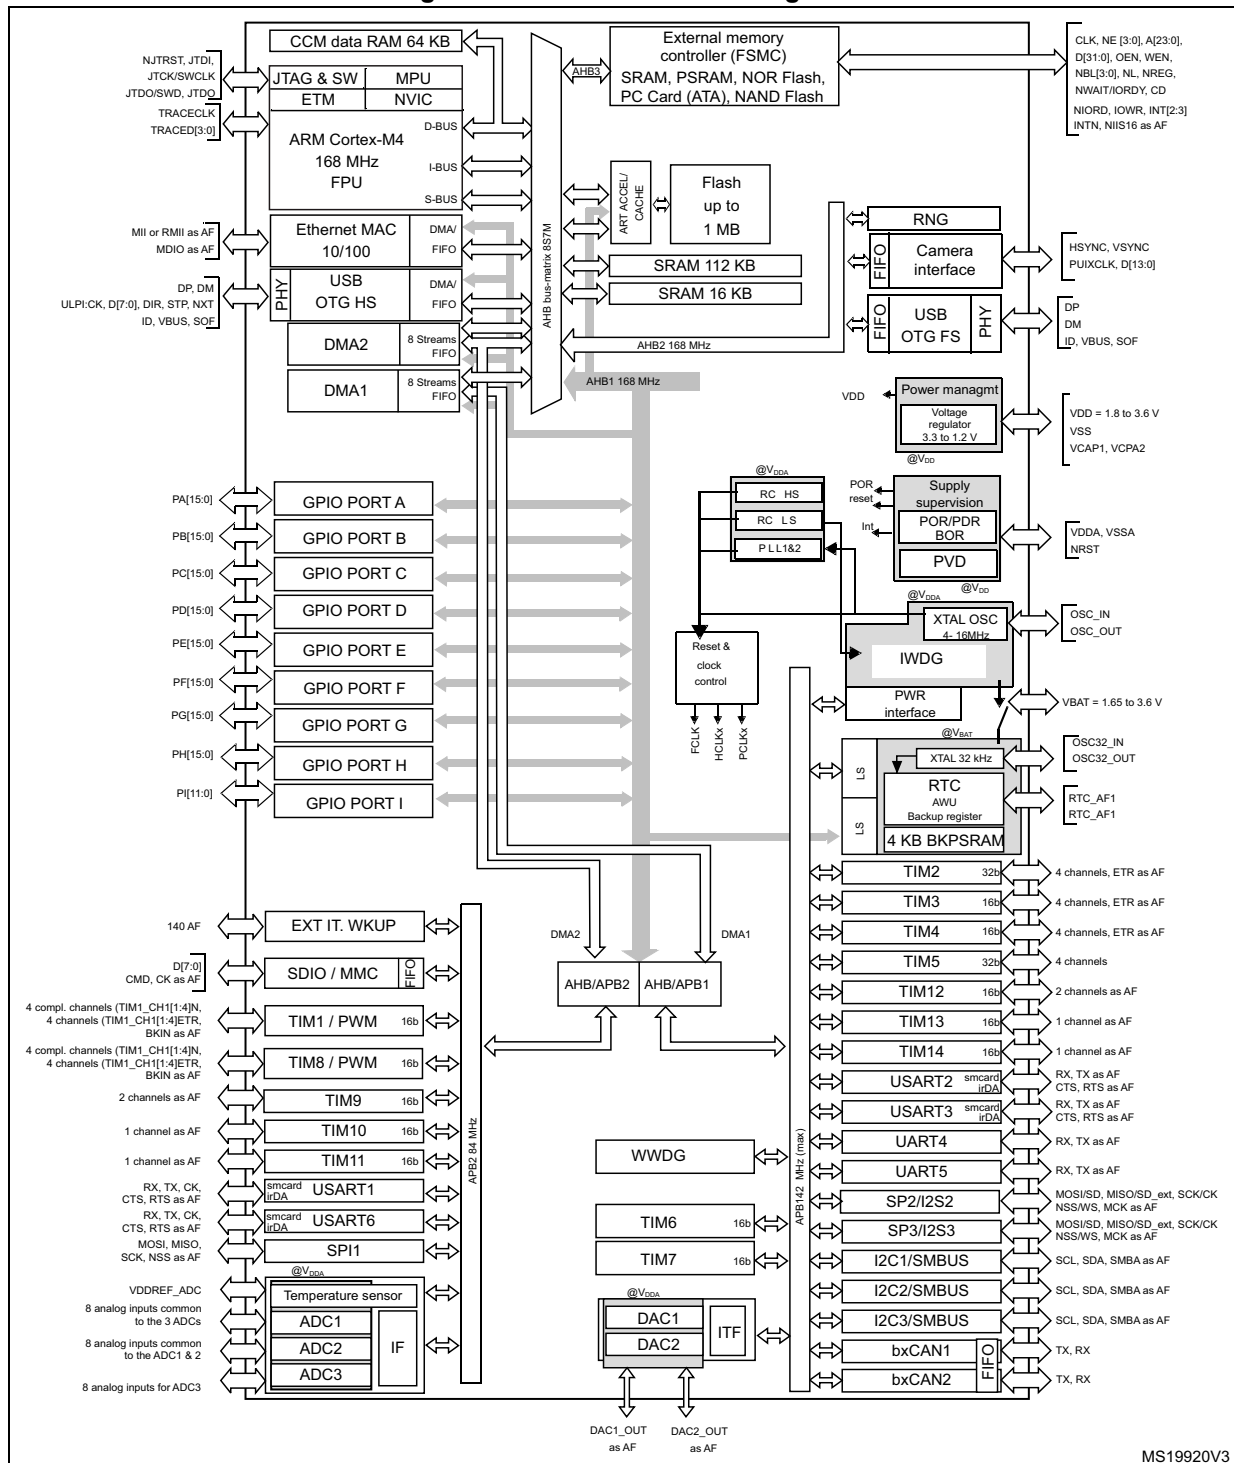 CCM data RAM 64 KB
NJTRST, JTDI,
JTCK/SWCLK
JTDO/SWD, JTDO
TRACECLK
TRACED[3:0]
JTAG & SW
MPU
ETM
NVIC
ARM Cortex-M4
168 MHz
FPU
D-BUS
I-BUS
S-BUS
MII or RMII as AF
MDIO as AF
Ethernet MAC
10/100
DMA/
FIFO
DP, DM
ULPI:CK, D[7:0], DIR, STP, NXT
ID, VBUS, SOF
PHY
USB
OTG HS
DMA/
FIFO
DMA2
8 Streams
FIFO
DMA1
8 Streams
FIFO
AHB bus-matrix 8S7M
AHB3
External memory
controller (FSMC)
SRAM, PSRAM, NOR Flash,
PC Card (ATA), NAND Flash
CLK, NE [3:0], A[23:0],
D[31:0], OEN, WEN,
NBL[3:0], NL, NREG,
NWAIT/IORDY, CD
NIORD, IOWR, INT[2:3]
INTN, NIIS16 as AF
ART ACCEL/
CACHE
Flash
up to
1 MB
SRAM 112 KB
SRAM 16 KB
AHB2 168 MHz
AHB1 168 MHz
RNG
FIFO
Camera
interface
HSYNC, VSYNC
PUIXCLK, D[13:0]
FIFO
USB
OTG FS
PHY
DP
DM
ID, VBUS, SOF
VDD
Power managmt
Voltage
regulator
3.3 to 1.2 V
@VDD
VDD = 1.8 to 3.6 V
VSS
VCAP1, VCPA2
@VDDA
RC HS
RC LS
PLL1&2
POR
reset
Int
Supply
supervision
POR/PDR
BOR
PVD
@VDD
VDDA, VSSA
NRST
@VDDA
XTAL OSC
4- 16MHz
IWDG
OSC_IN
OSC_OUT
PWR
interface
VBAT = 1.65 to 3.6 V
Reset &
clock
control
FCLK
HCLKx
PCLKx
@VBAT
LS
LS
XTAL 32 kHz
RTC
AWU
Backup register
4 KB BKPSRAM
OSC32_IN
OSC32_OUT
RTC_AF1
RTC_AF1
PA[15:0]
GPIO PORT A
PB[15:0]
GPIO PORT B
PC[15:0]
GPIO PORT C
PD[15:0]
GPIO PORT D
PE[15:0]
GPIO PORT E
PF[15:0]
GPIO PORT F
PG[15:0]
GPIO PORT G
PH[15:0]
GPIO PORT H
PI[11:0]
GPIO PORT I
DMA2
DMA1
AHB/APB2
AHB/APB1
140 AF
EXT IT. WKUP
D[7:0]
CMD, CK as AF
SDIO / MMC
FIFO
4 compl. channels (TIM1_CH1[1:4]N,
4 channels (TIM1_CH1[1:4]ETR,
BKIN as AF
TIM1 / PWM
16b
4 compl. channels (TIM1_CH1[1:4]N,
4 channels (TIM1_CH1[1:4]ETR,
BKIN as AF
TIM8 / PWM
16b
2 channels as AF
TIM9
16b
1 channel as AF
TIM10
16b
1 channel as AF
TIM11
16b
RX, TX, CK,
CTS, RTS as AF
smcard
irDA
USART1
RX, TX, CK,
CTS, RTS as AF
smcard
irDA
USART6
MOSI, MISO,
SCK, NSS as AF
SPI1
@VDDA
VDDREF_ADC
Temperature sensor
8 analog inputs common
to the 3 ADCs
ADC1
8 analog inputs common
to the ADC1 & 2
ADC2
8 analog inputs for ADC3
ADC3
IF
APB2 84 MHz
WWDG
TIM6
16b
TIM7
16b
@VDDA
DAC1
DAC2
ITF
DAC1_OUT
as AF
DAC2_OUT
as AF
APB142 MHz (max)
TIM2
32b
4 channels, ETR as AF
TIM3
16b
4 channels, ETR as AF
TIM4
16b
4 channels, ETR as AF
TIM5
32b
4 channels
TIM12
16b
2 channels as AF
TIM13
16b
1 channel as AF
TIM14
16b
1 channel as AF
USART2
smcard
irDA
RX, TX as AF
CTS, RTS as AF
USART3
smcard
irDA
RX, TX as AF
CTS, RTS as AF
UART4
RX, TX as AF
UART5
RX, TX as AF
SP2/I2S2
MOSI/SD, MISO/SD_ext, SCK/CK
NSS/WS, MCK as AF
SP3/I2S3
MOSI/SD, MISO/SD_ext, SCK/CK
NSS/WS, MCK as AF
I2C1/SMBUS
SCL, SDA, SMBA as AF
I2C2/SMBUS
SCL, SDA, SMBA as AF
I2C3/SMBUS
SCL, SDA, SMBA as AF
bxCAN1
TX, RX
bxCAN2
FIFO
TX, RX
MS19920V3